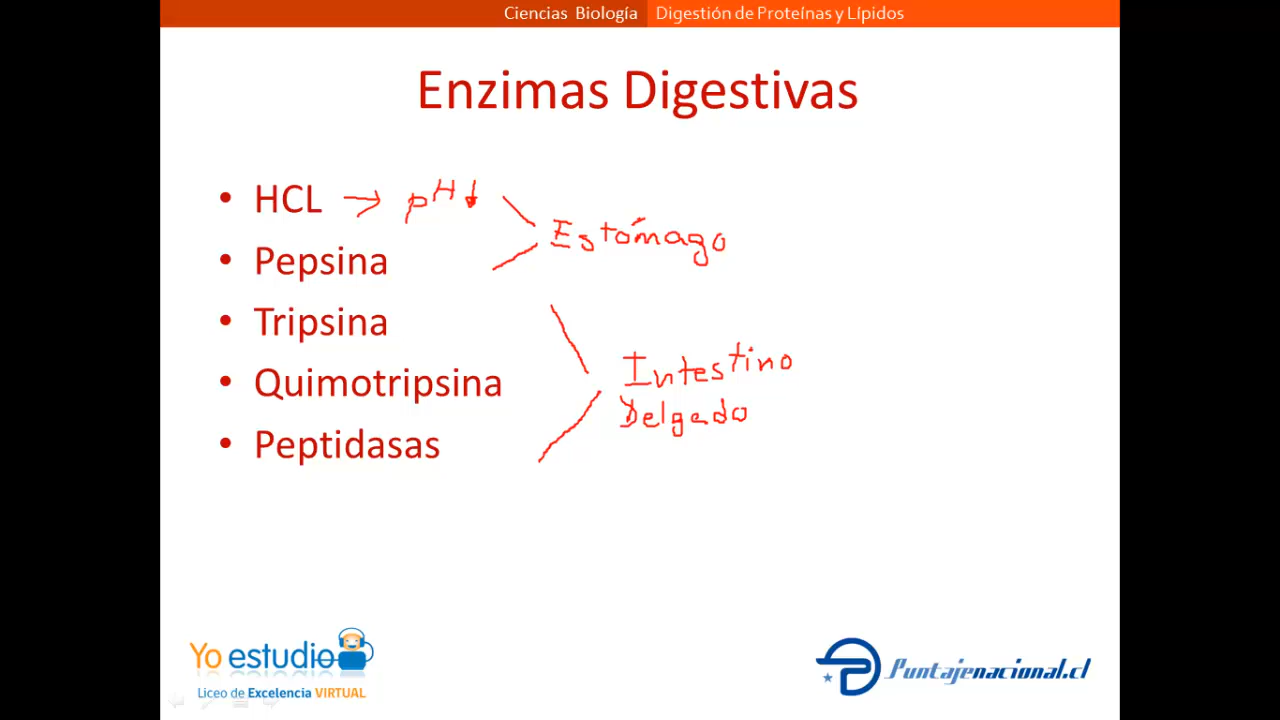 Ciencias Biología Digestión de Proteínas y Lípidos
Enzimas Digestivas
• HCL → pH↓
Estómago
• Pepsina
• Tripsina
• Quimotripsina
Intestino
Delgado
• Peptidasas
Yo estudio
Liceo de Excelencia VIRTUAL
Puntajenacional.cl